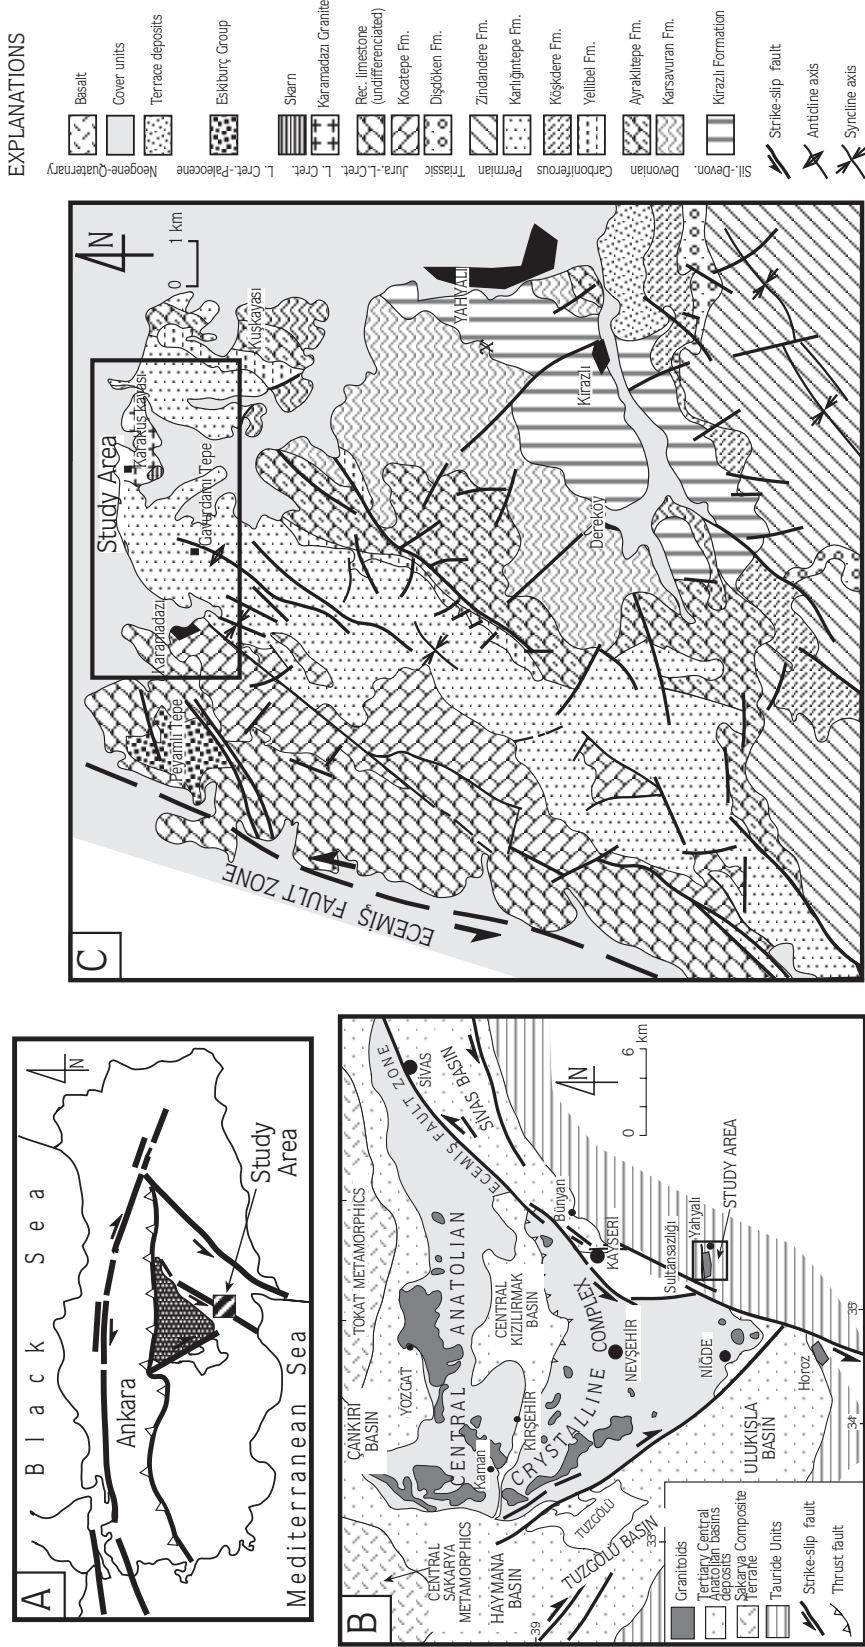 A
Black Sea
Ankara
Study
Area
Mediterranean Sea
N
B
ÇANKIRI
BASIN
TOKAT METAMORPHICS
YOZGAT
CENTRAL ANATOLIAN
CRYSTALLINE COMPLEX
CENTRAL
KIZILIRMAK
BASIN
ECEMİŞ FAULT ZONE
SİVAS
SİVAS BASIN
N
0 6 km
CENTRAL
SAKARYA
METAMORPHICS
Kaman
KIRŞEHİR
HAYMANA
BASIN
TUZGÖLÜ
TUZGÖLÜ BASIN
NEVŞEHİR
Bünyan
KAYSERİ
Sultansazlığı
Yahyalı
STUDY AREA
NİĞDE
ULUKIŞLA
BASIN
Horoz
39
33
34
35
Granitoids
Tertiary Central
Anatolian basins
deposits
Sakarya Composite
Terrane
Tauride Units
Strike-slip fault
Thrust fault
C
N
0 1 km
Study Area
Karamadazı
Karakuş kayası
Gavurdamı Tepe
Kuşkayası
Peyamlı Tepe
ECEMİŞ FAULT ZONE
YAHYALI
Kirazlı
Dereköy
EXPLANATIONS
Neogene-Quaternary
Basalt
Cover units
Terrace deposits
L. Cret.-Paleocene
Eskiburç Group
L. Cret.
Skarn
Karamadazı Granite
Jura.-L.Cret.
Rec. limestone
(undifferenciated)
Kocatepe Fm.
Triassic
Dişdöken Fm.
Permian
Zindandere Fm.
Karlığıntepe Fm.
Carboniferous
Köşkdere Fm.
Yellibel Fm.
Devonian
Ayraklıtepe Fm.
Karsavuran Fm.
Sil.-Devon.
Kirazlı Formation
Strike-slip fault
Anticline axis
Syncline axis